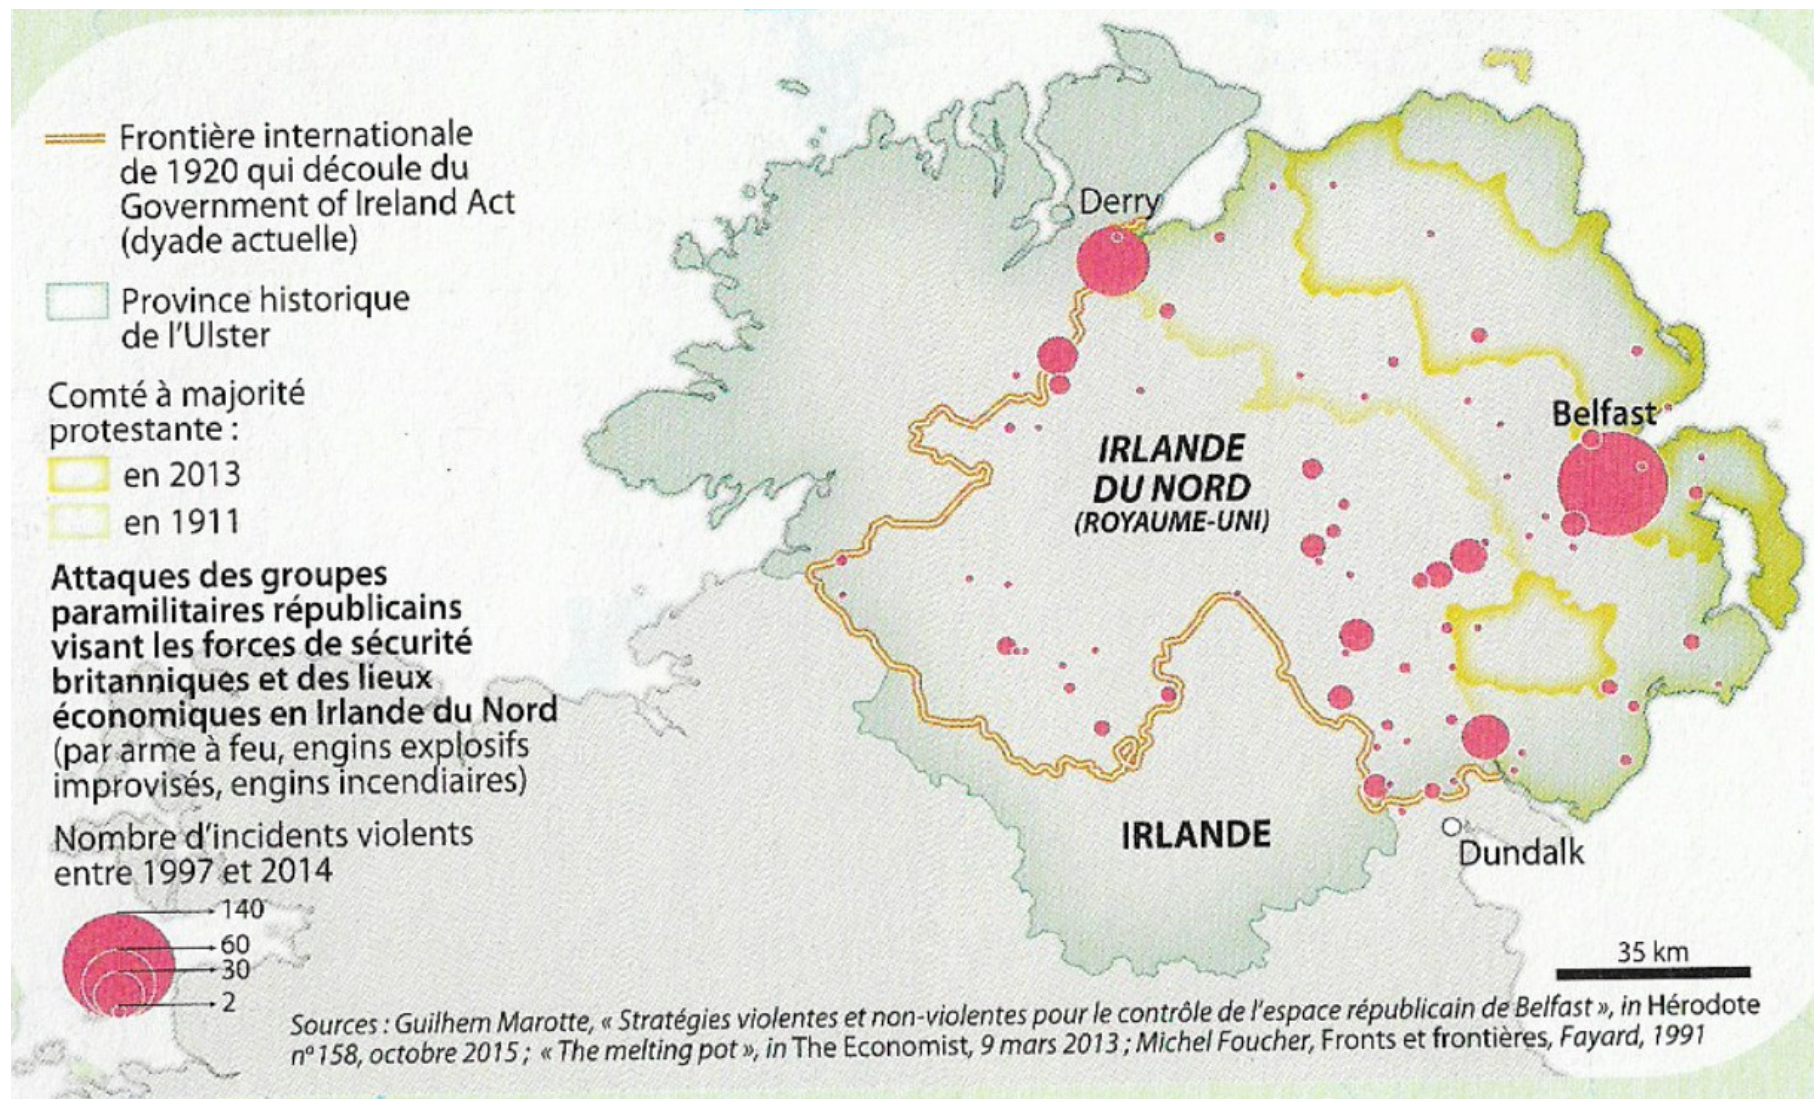 Frontière internationale
de 1920 qui découle du
Government of Ireland Act
(dyade actuelle)
Province historique
de l'Ulster
Comté à majorité
protestante :
en 2013
en 1911
Attaques des groupes
paramilitaires républicains
visant les forces de sécurité
britanniques et des lieux
économiques en Irlande du Nord
(par arme à feu, engins explosifs
improvisés, engins incendiaires)
Nombre d'incidents violents
entre 1997 et 2014
140
60
30
2
Derry
Belfast
IRLANDE
DU NORD
(ROYAUME-UNI)
IRLANDE
Dundalk
35 km
Sources : Guilhem Marotte, « Stratégies violentes et non-violentes pour le contrôle de l'espace républicain de Belfast », in Hérodote
nº 158, octobre 2015 ; « The melting pot », in The Economist, 9 mars 2013 ; Michel Foucher, Fronts et frontières, Fayard, 1991